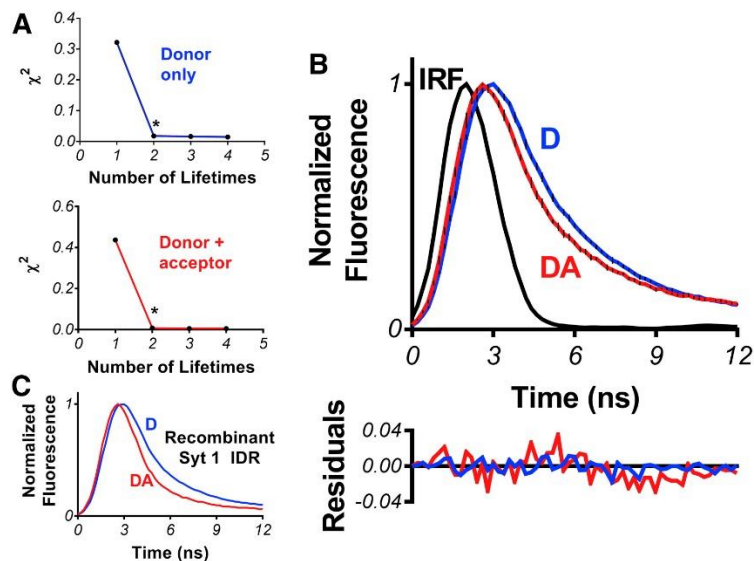 A
0.4
0.3
0.2
0.1
0.0
χ²
Donor
only
*
0 1 2 3 4 5
Number of Lifetimes
0.6
0.4
0.2
0.0
χ²
Donor +
acceptor
*
0 1 2 3 4 5
Number of Lifetimes
B
Normalized
Fluorescence
1
0
IRF
D
DA
0 3 6 9 12
Time (ns)
Residuals
0.04
0.00
-0.04
C
Normalized
Fluorescence
1
0
D
DA
Recombinant
Syt 1 IDR
0 3 6 9 12
Time (ns)